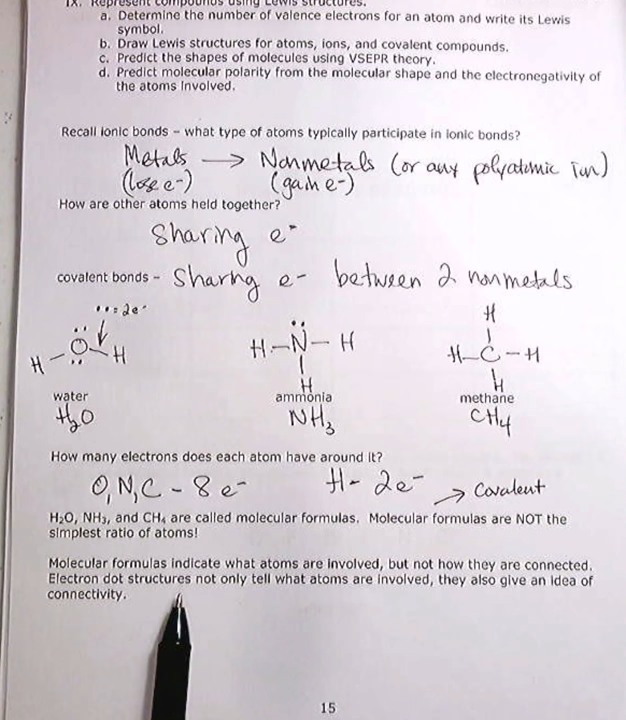 IX. Represent compounds using Lewis structures.
a. Determine the number of valence electrons for an atom and write its Lewis
symbol.
b. Draw Lewis structures for atoms, ions, and covalent compounds.
c. Predict the shapes of molecules using VSEPR theory.
d. Predict molecular polarity from the molecular shape and the electronegativity of
the atoms involved.
Recall ionic bonds – what type of atoms typically participate in ionic bonds?
Metals → Nonmetals (or any polyatomic ion)
(lose e-) (gain e-)
How are other atoms held together?
Sharing e-
covalent bonds - Sharing e- between 2 nonmetals
•• = 2e-
H
H-O-H H-N-H H-C-H
H H
water ammonia methane
H₂O NH₃ CH₄
How many electrons does each atom have around it?
O,N,C - 8 e- H - 2e- → Covalent
H₂O, NH₃, and CH₄ are called molecular formulas. Molecular formulas are NOT the
simplest ratio of atoms!
Molecular formulas indicate what atoms are involved, but not how they are connected.
Electron dot structures not only tell what atoms are involved, they also give an idea of
connectivity.
15